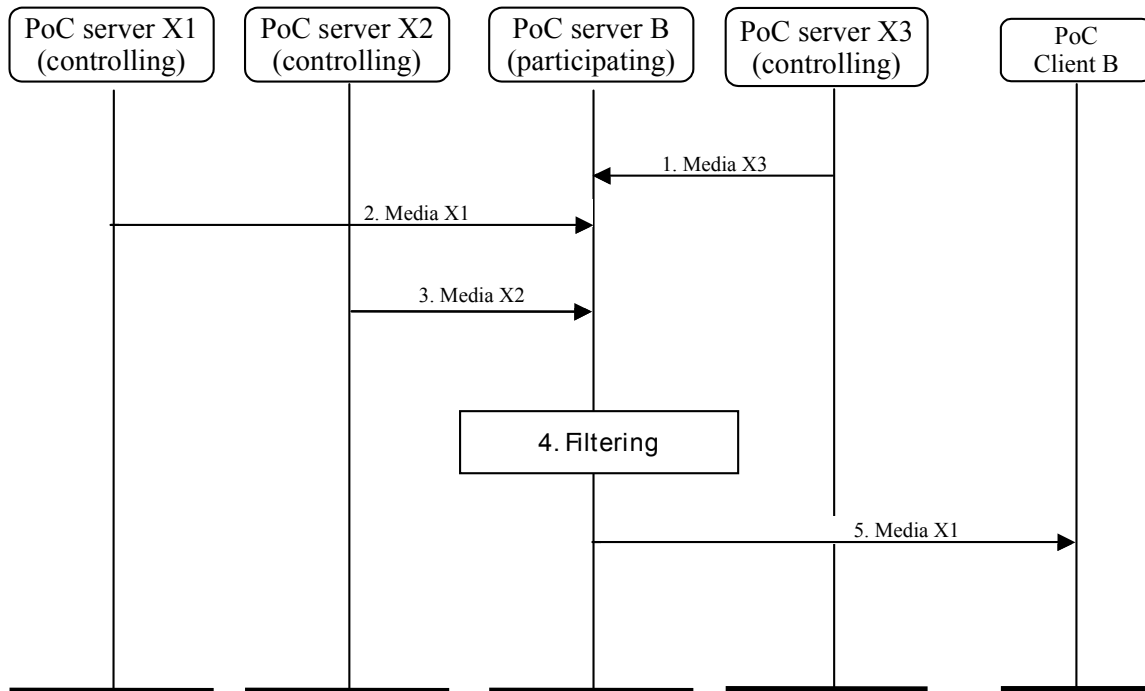 PoC server X1
(controlling)
PoC server X2
(controlling)
PoC server B
(participating)
PoC server X3
(controlling)
PoC
Client B
1. Media X3
2. Media X1
3. Media X2
4. Filtering
5. Media X1